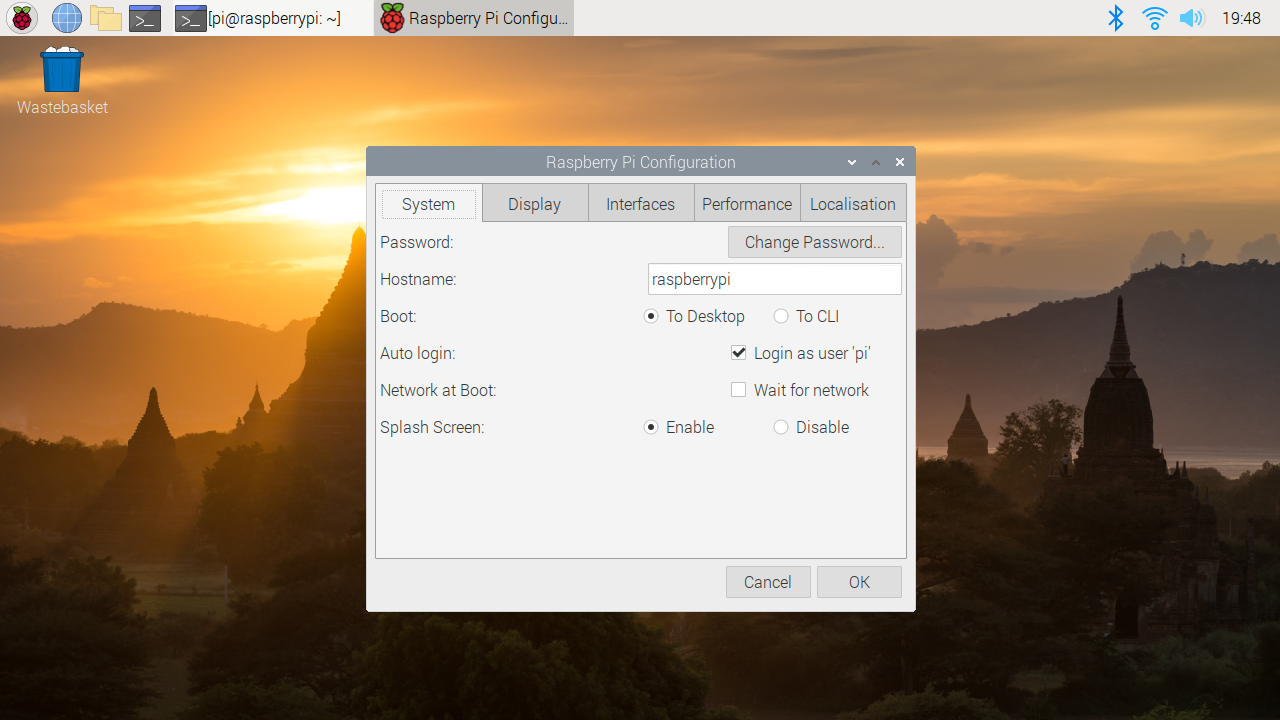 [pi@raspberrypi: ~]
Raspberry Pi Configu...
19:48
Wastebasket
Raspberry Pi Configuration
System
Display
Interfaces
Performance
Localisation
Password:
Change Password...
Hostname:
raspberrypi
Boot:
To Desktop
To CLI
Auto login:
Login as user 'pi'
Network at Boot:
Wait for network
Splash Screen:
Enable
Disable
Cancel
OK